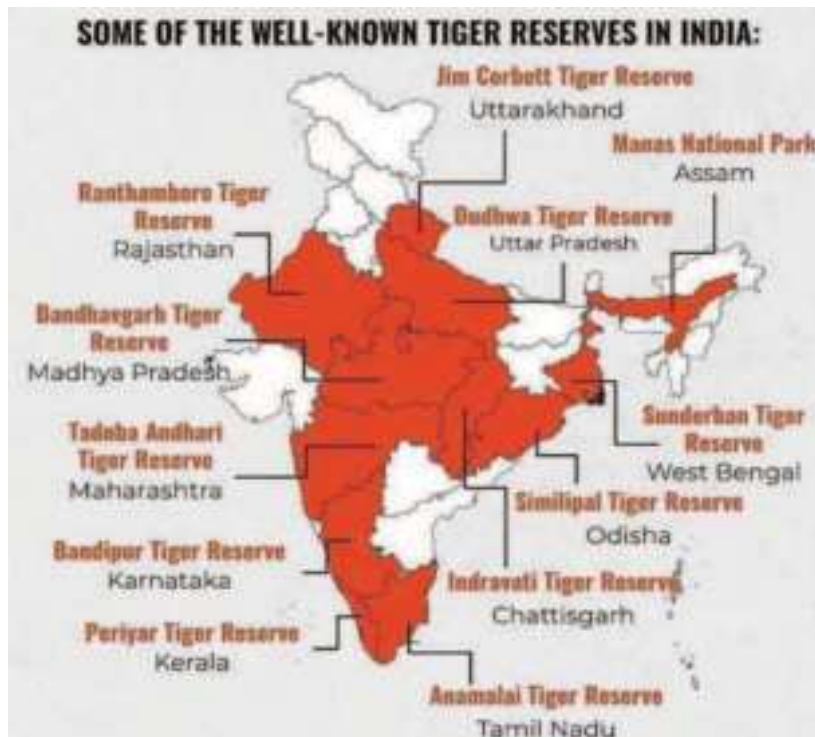 SOME OF THE WELL-KNOWN TIGER RESERVES IN INDIA:
Jim Corbett Tiger Reserve
Uttarakhand
Manas National Park
Assam
Ranthambore Tiger
Reserve
Rajasthan
Dudhwa Tiger Reserve
Uttar Pradesh
Bandhavgarh Tiger
Reserve
Madhya Pradesh
Sunderban Tiger
Reserve
West Bengal
Tadoba Andhari
Tiger Reserve
Maharashtra
Similipal Tiger Reserve
Odisha
Bandipur Tiger Reserve
Karnataka
Indravati Tiger Reserve
Chattisgarh
Periyar Tiger Reserve
Kerala
Anamalai Tiger Reserve
Tamil Nadu